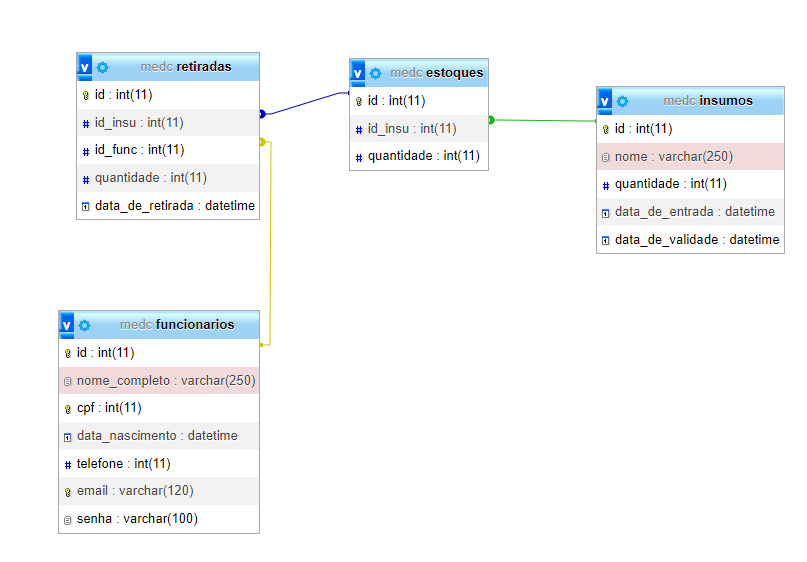 medc retiradas
id : int(11)
id_insu : int(11)
id_func : int(11)
quantidade : int(11)
data_de_retirada : datetime
medc estoques
id : int(11)
id_insu : int(11)
quantidade : int(11)
medc insumos
id : int(11)
nome : varchar(250)
quantidade : int(11)
data_de_entrada : datetime
data_de_validade : datetime
medc funcionarios
id : int(11)
nome_completo : varchar(250)
cpf : int(11)
data_nascimento : datetime
telefone : int(11)
email : varchar(120)
senha : varchar(100)